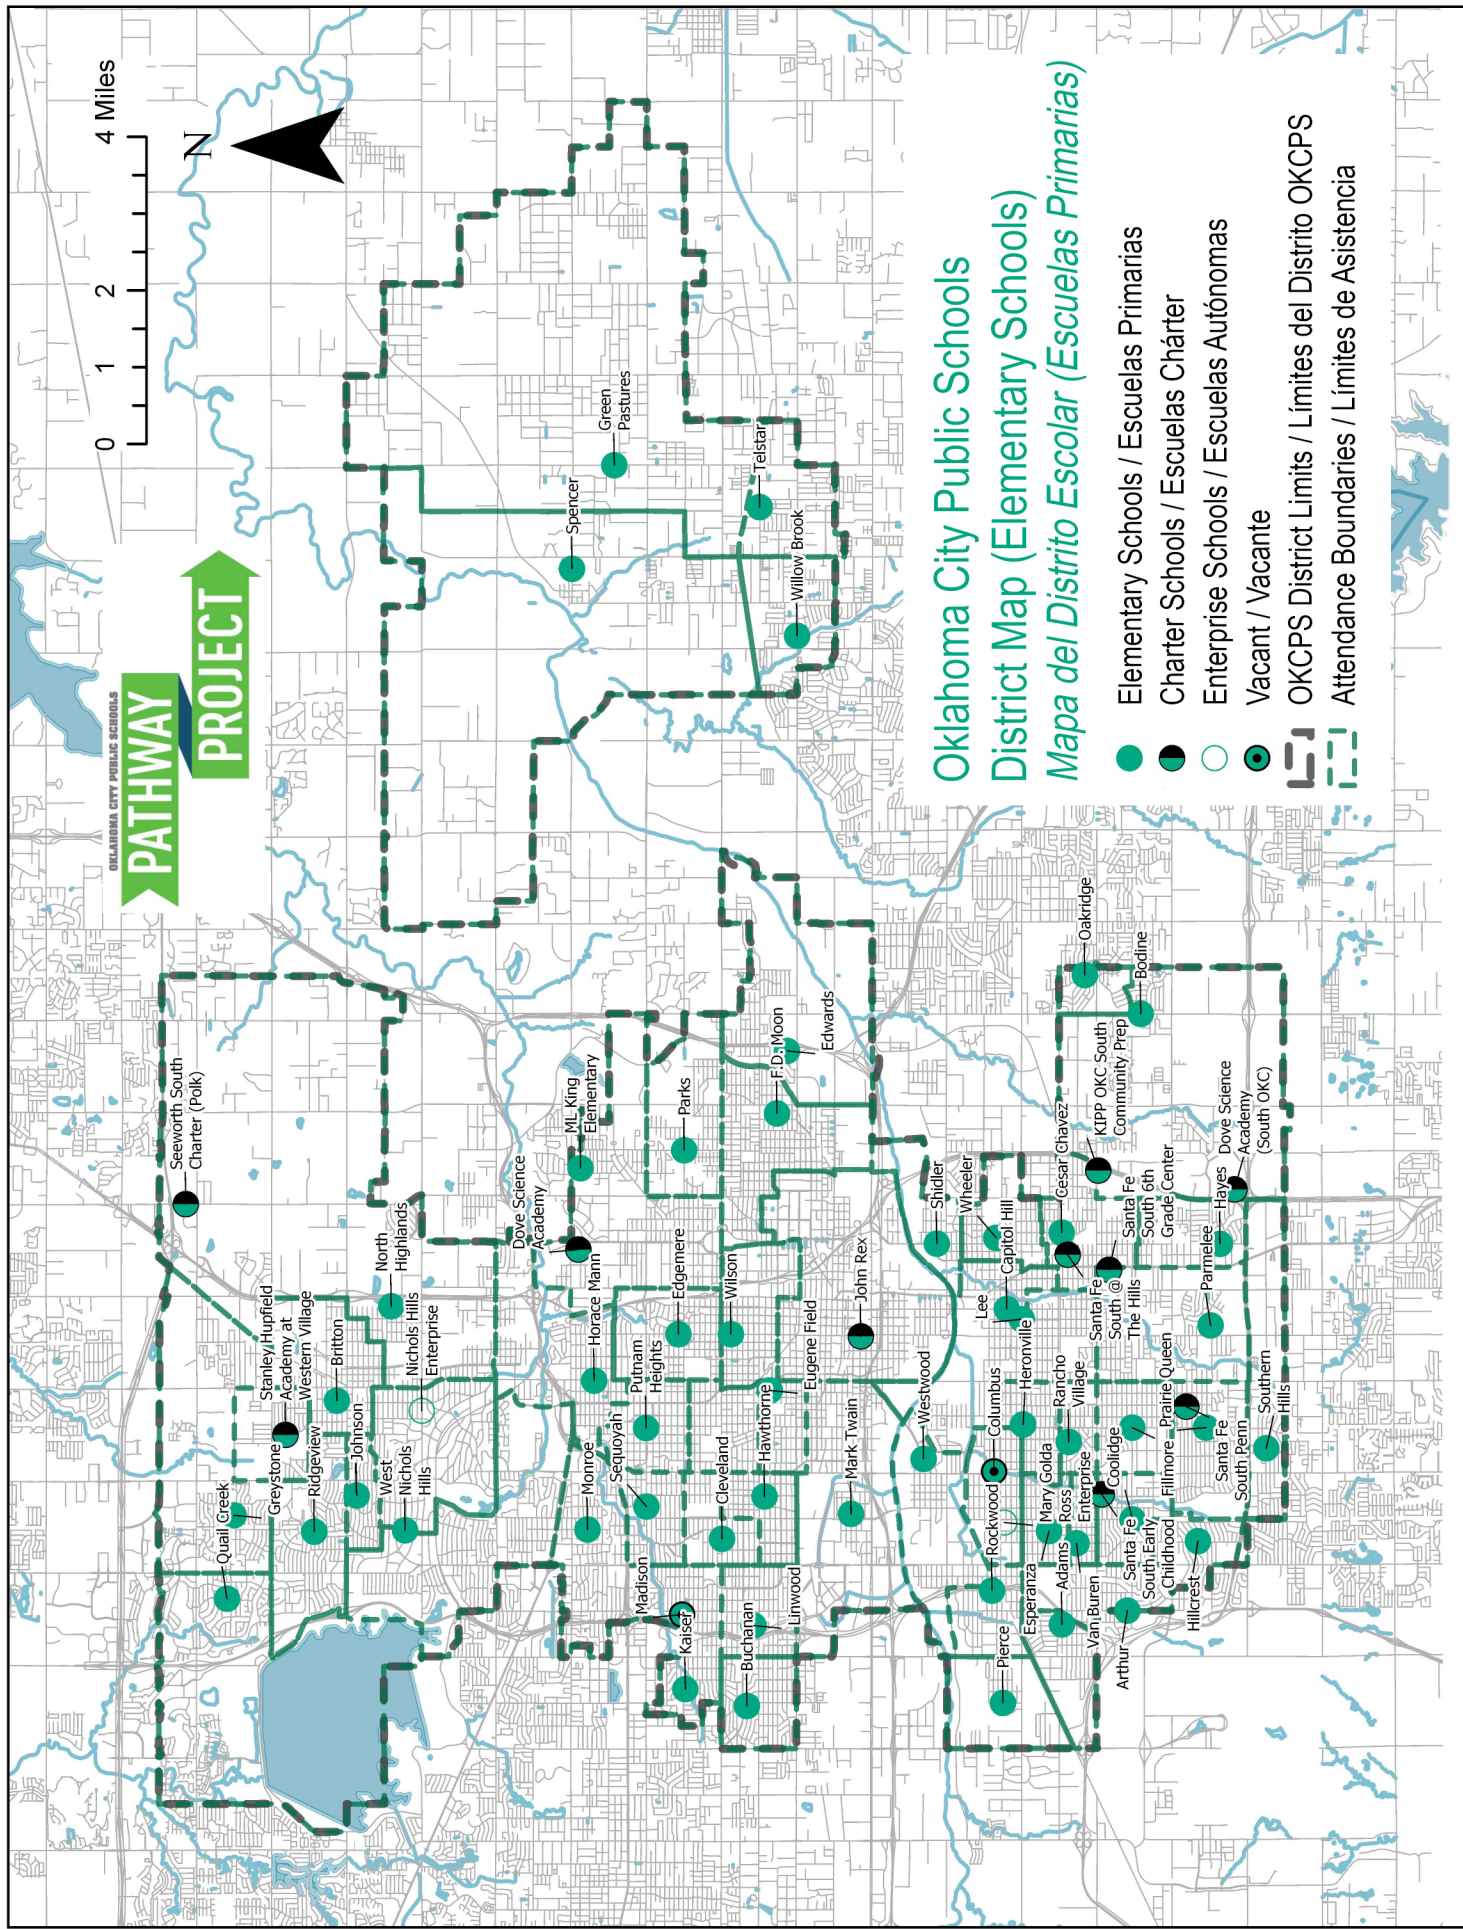 OKLAHOMA CITY PUBLIC SCHOOLS
PATHWAY
PROJECT
0 1 2 4 Miles
N
Seeworth South
Charter (Polk)
Quail Creek
Greystone
Stanley Hupfield
Academy at
Western Village
Ridgeview
Britton
Johnson
North
Highlands
West
Nichols
Hills
Nichols Hills
Enterprise
Dove Science
Academy
ML King
Elementary
Horace Mann
Monroe
Sequoyah
Putnam
Heights
Edgemere
Parks
Madison
Kaiser
Cleveland
Wilson
Buchanan
Linwood
Hawthorne
Eugene Field
F.D. Moon
Edwards
Mark Twain
John Rex
Spencer
Green
Pastures
Telstar
Willow Brook
Westwood
Shidler
Wheeler
Capitol Hill
Lee
Rockwood
Columbus
Heronville
Pierce
Esperanza
Mary Golda
Ross
Enterprise
Adams
Van Buren
Rancho
Village
Cesar Chavez
Santa Fe
South @
The Hills
KIPP OKC South
Community Prep
Santa Fe
South 6th
Grade Center
Oakridge
Bodine
Arthur
Coolidge
Santa Fe
South Early
Childhood
Fillmore
Prairie Queen
Hillcrest
Parmelee
Hayes
Dove Science
Academy
(South OKC)
Santa Fe
South Penn
Southern
Hills
Oklahoma City Public Schools
District Map (Elementary Schools)
Mapa del Distrito Escolar (Escuelas Primarias)
Elementary Schools / Escuelas Primarias
Charter Schools / Escuelas Chárter
Enterprise Schools / Escuelas Autónomas
Vacant / Vacante
OKCPS District Limits / Límites del Distrito OKCPS
Attendance Boundaries / Límites de Asistencia